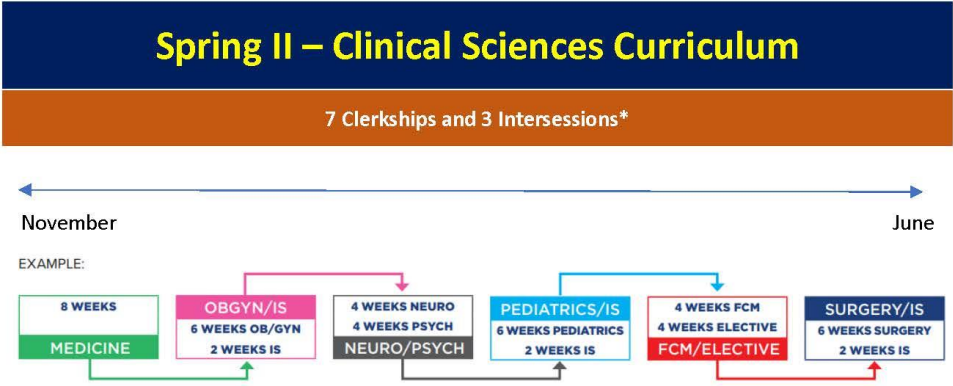 Spring II – Clinical Sciences Curriculum
7 Clerkships and 3 Intersessions*
November
June
EXAMPLE:
8 WEEKS
MEDICINE
OBGYN/IS
6 WEEKS OB/GYN
2 WEEKS IS
4 WEEKS NEURO
4 WEEKS PSYCH
NEURO/PSYCH
PEDIATRICS/IS
6 WEEKS PEDIATRICS
2 WEEKS IS
4 WEEKS FCM
4 WEEKS ELECTIVE
FCM/ELECTIVE
SURGERY/IS
6 WEEKS SURGERY
2 WEEKS IS